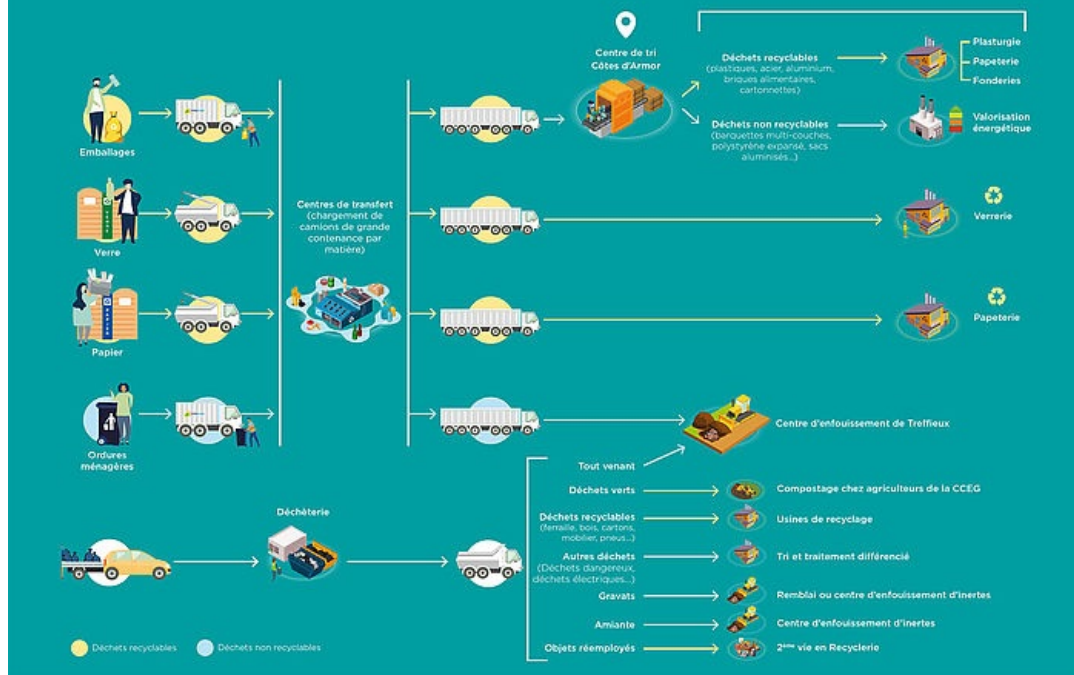 Centre de tri
Côtes d'Armor
Déchets recyclables
(plastiques, acier, aluminium,
briques alimentaires,
cartonnettes)
Plasturgie
Papeterie
Fonderies
Déchets non recyclables
(barquettes multi-couches,
polystyrène expansé, sacs
aluminisés...)
Valorisation
énergétique
Emballages
Verre
Centres de transfert
(chargement de
camions de grande
contenance par
matière)
Verrerie
Papier
Papeterie
Ordures
ménagères
Centre d'enfouissement de Treffieux
Tout venant
Déchets verts
Compostage chez agriculteurs de la CCEG
Déchèterie
Déchets recyclables
(ferraille, bois, cartons,
mobilier, pneus...)
Usines de recyclage
Autres déchets
(Déchets dangereux,
déchets électriques...)
Tri et traitement différencié
Gravats
Remblai ou centre d'enfouissement d'inertes
Amiante
Centre d'enfouissement d'inertes
Objets réemployés
2ème vie en Recyclerie
Déchets recyclables
Déchets non recyclables